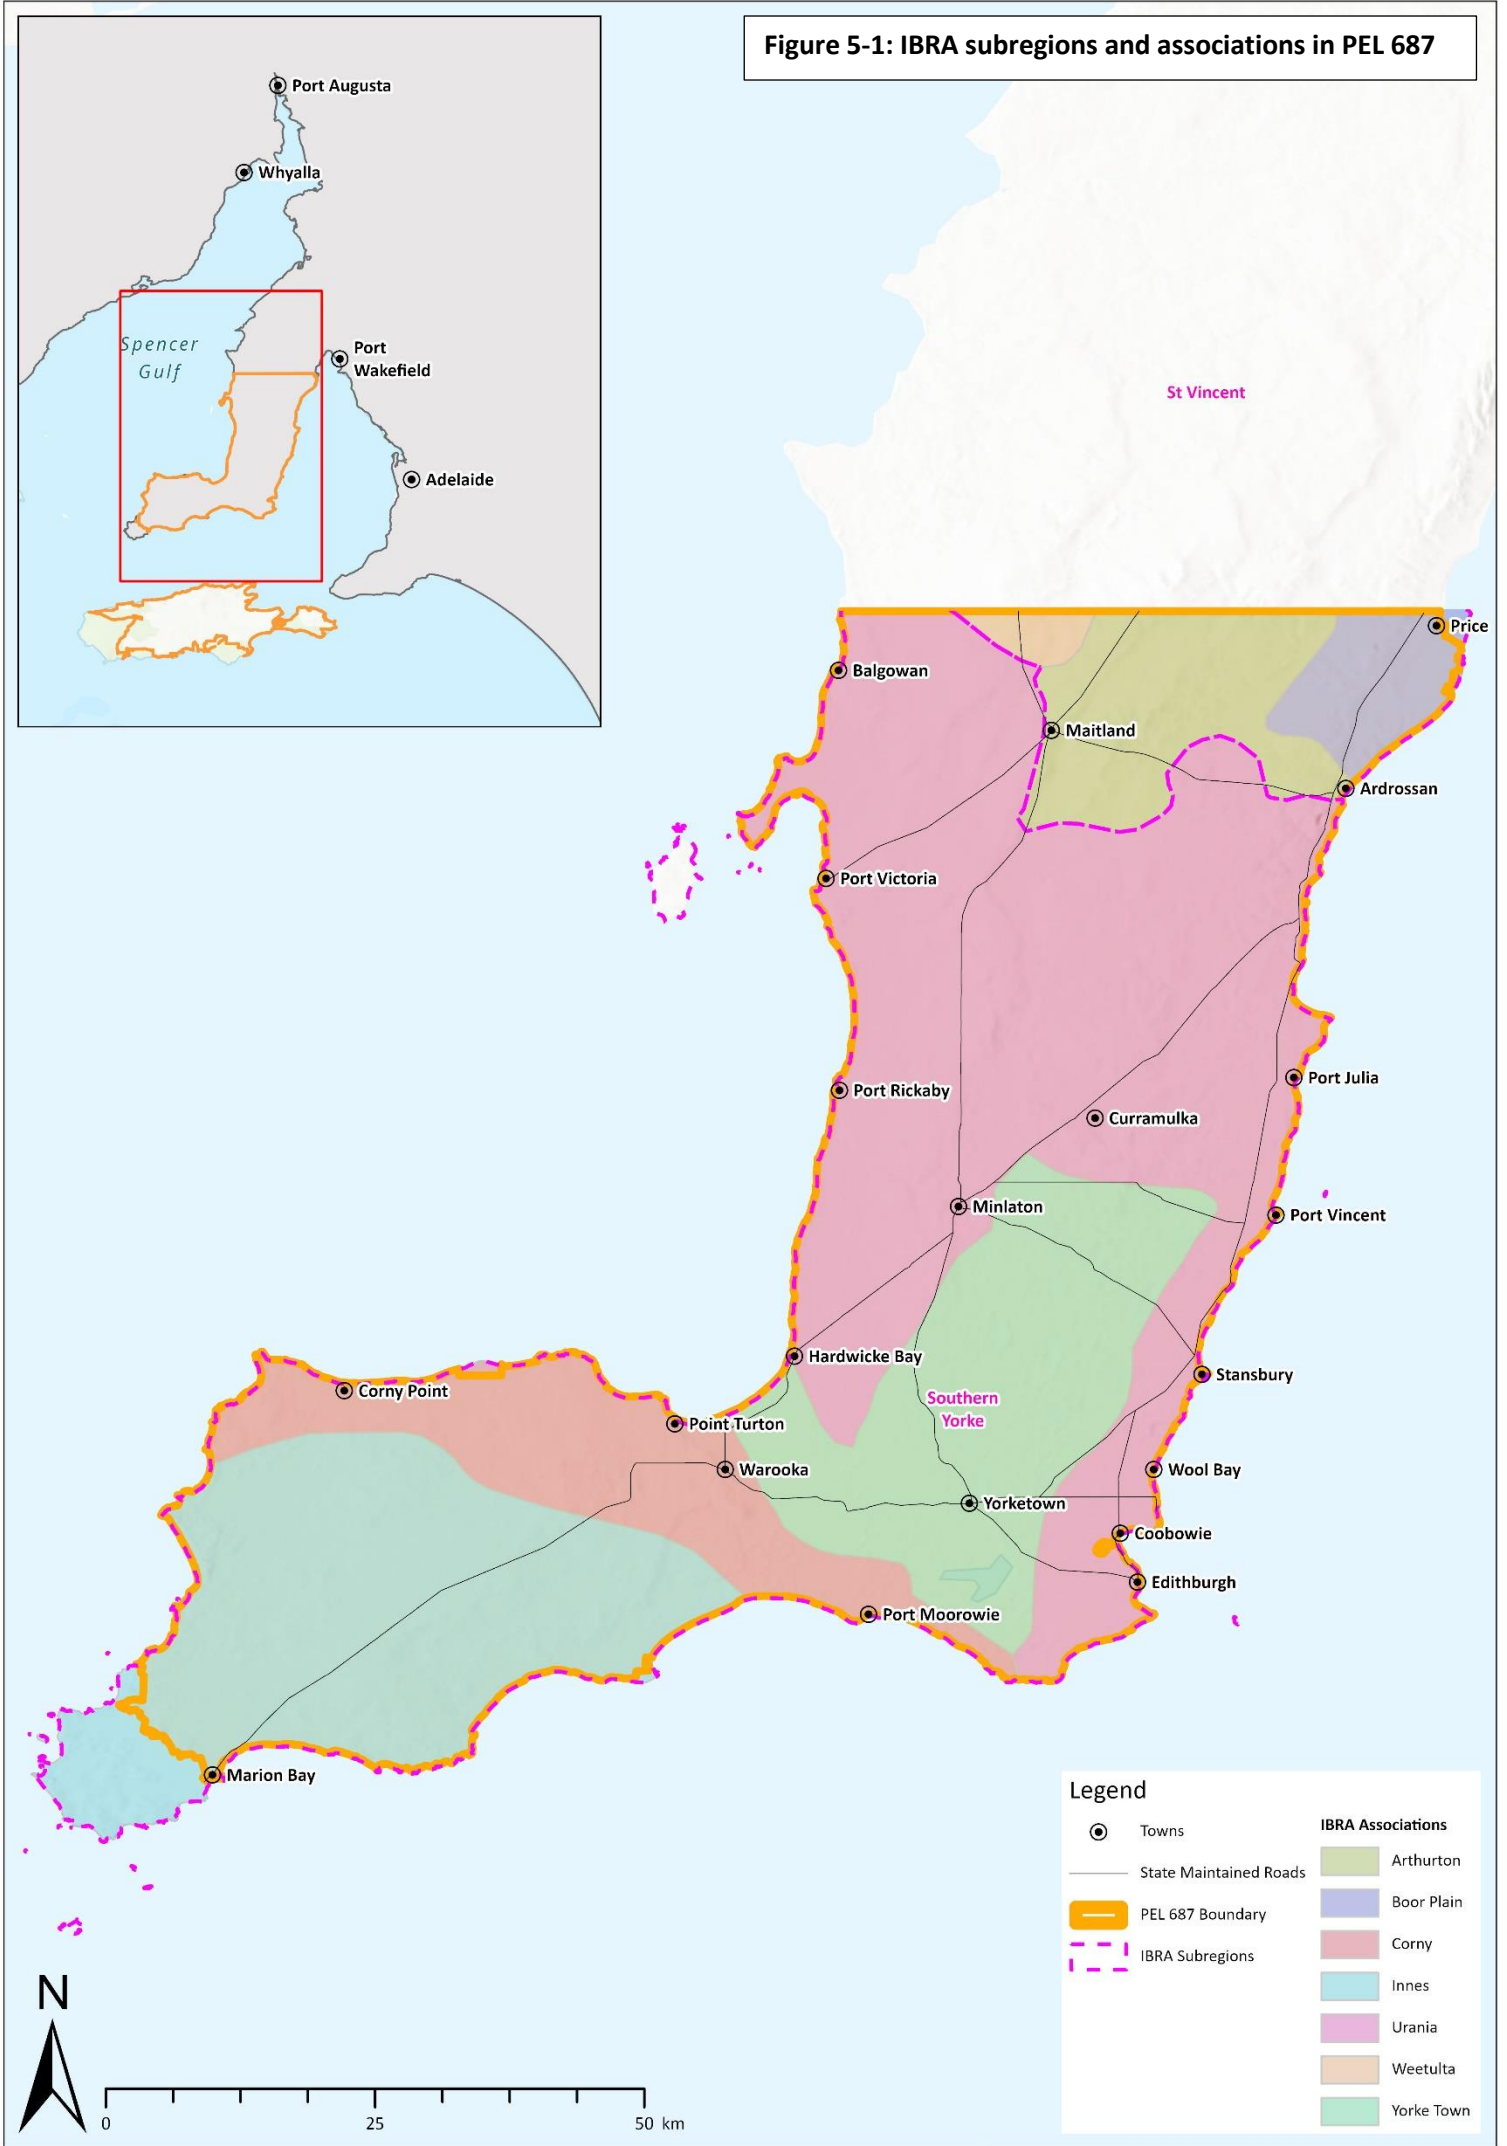 Figure 5-1: IBRA subregions and associations in PEL 687
Port Augusta
Whyalla
Spencer
Gulf
Port
Wakefield
Adelaide
St Vincent
Price
Balgowan
Maitland
Ardrossan
Port Victoria
Port Julia
Port Rickaby
Curramulka
Minlaton
Port Vincent
Hardwicke Bay
Stansbury
Corny Point
Southern
Yorke
Point Turton
Warooka
Wool Bay
Yorketown
Coobowie
Edithburgh
Port Moorowie
Marion Bay
Legend
Towns
State Maintained Roads
PEL 687 Boundary
IBRA Subregions
IBRA Associations
Arthurton
Boor Plain
Corny
Innes
Urania
Weetulta
Yorke Town
N
0 25 50 km